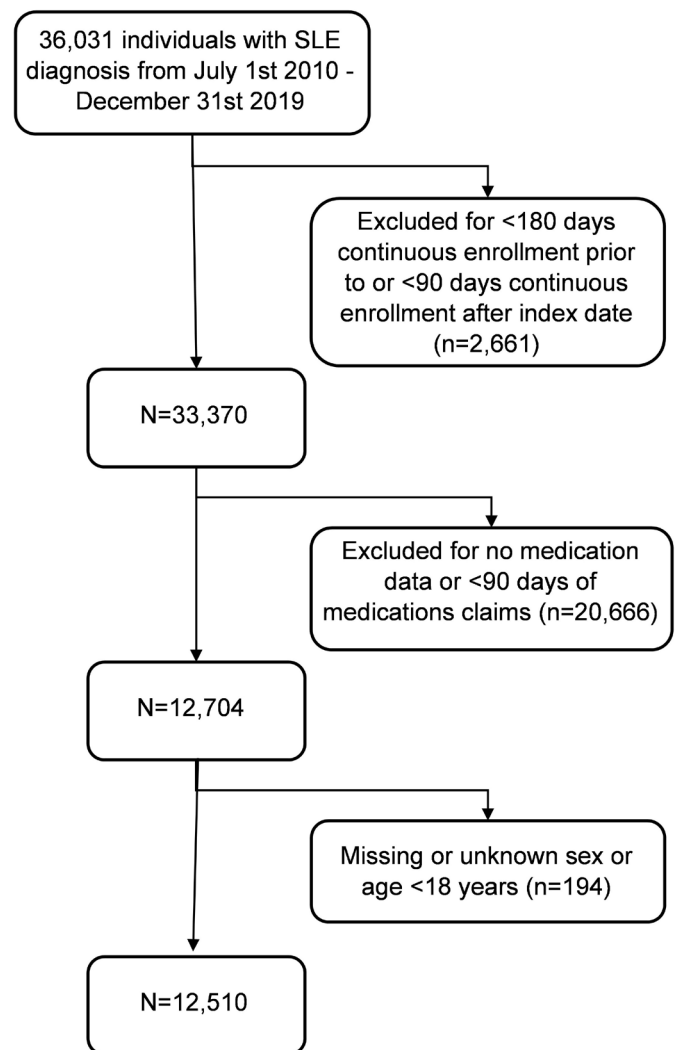 36,031 individuals with SLE
diagnosis from July 1st 2010 -
December 31st 2019
Excluded for <180 days
continuous enrollment prior
to or <90 days continuous
enrollment after index date
(n=2,661)
N=33,370
Excluded for no medication
data or <90 days of
medications claims (n=20,666)
N=12,704
Missing or unknown sex or
age <18 years (n=194)
N=12,510